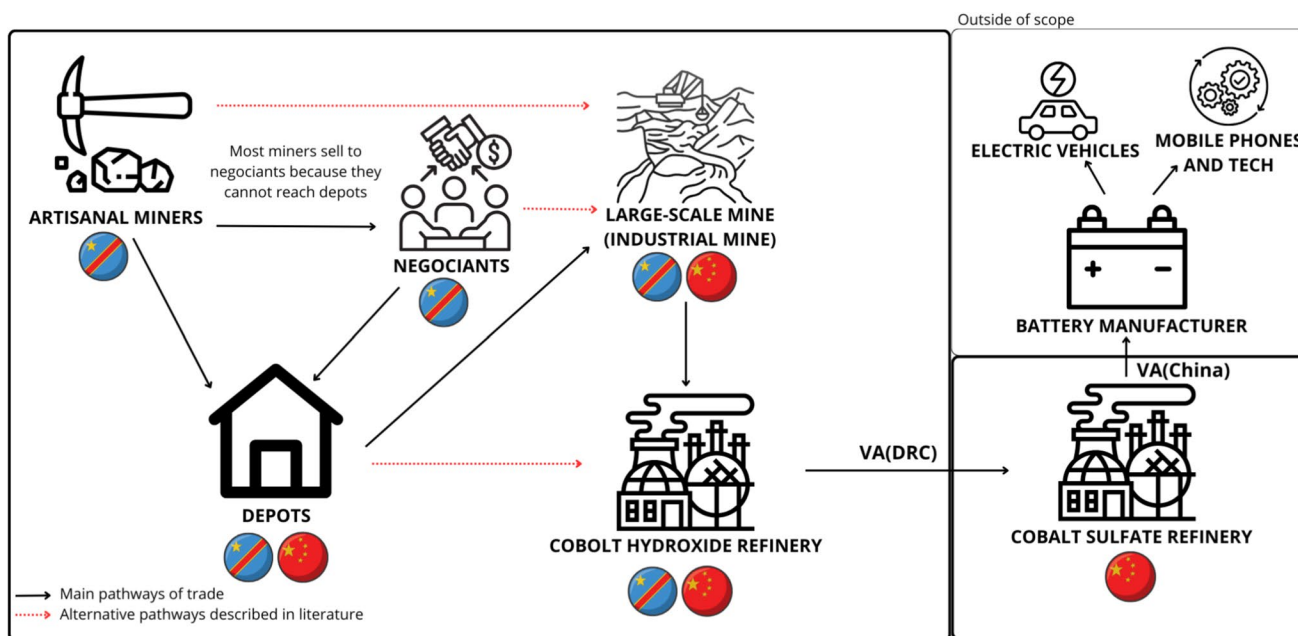 Outside of scope
Most miners sell to
negociants because they
cannot reach depots
ARTISANAL MINERS
NEGOCIANTS
LARGE-SCALE MINE
(INDUSTRIAL MINE)
ELECTRIC VEHICLES
MOBILE PHONES
AND TECH
BATTERY MANUFACTURER
VA(China)
VA(DRC)
DEPOTS
COBOLT HYDROXIDE REFINERY
COBALT SULFATE REFINERY
Main pathways of trade
Alternative pathways described in literature